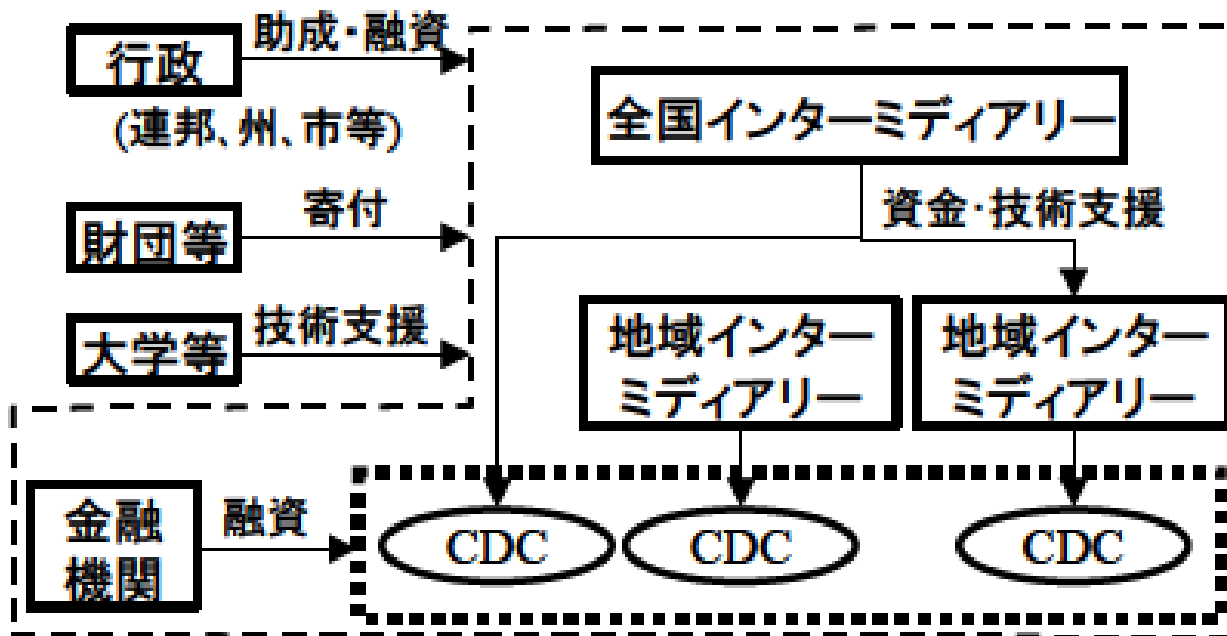 行政
助成・融資
(連邦、州、市等)
全国インターミディアリー
財団等
寄付
資金・技術支援
大学等
技術支援
地域インター
ミディアリー
地域インター
ミディアリー
金融
機関
融資
CDC
CDC
CDC